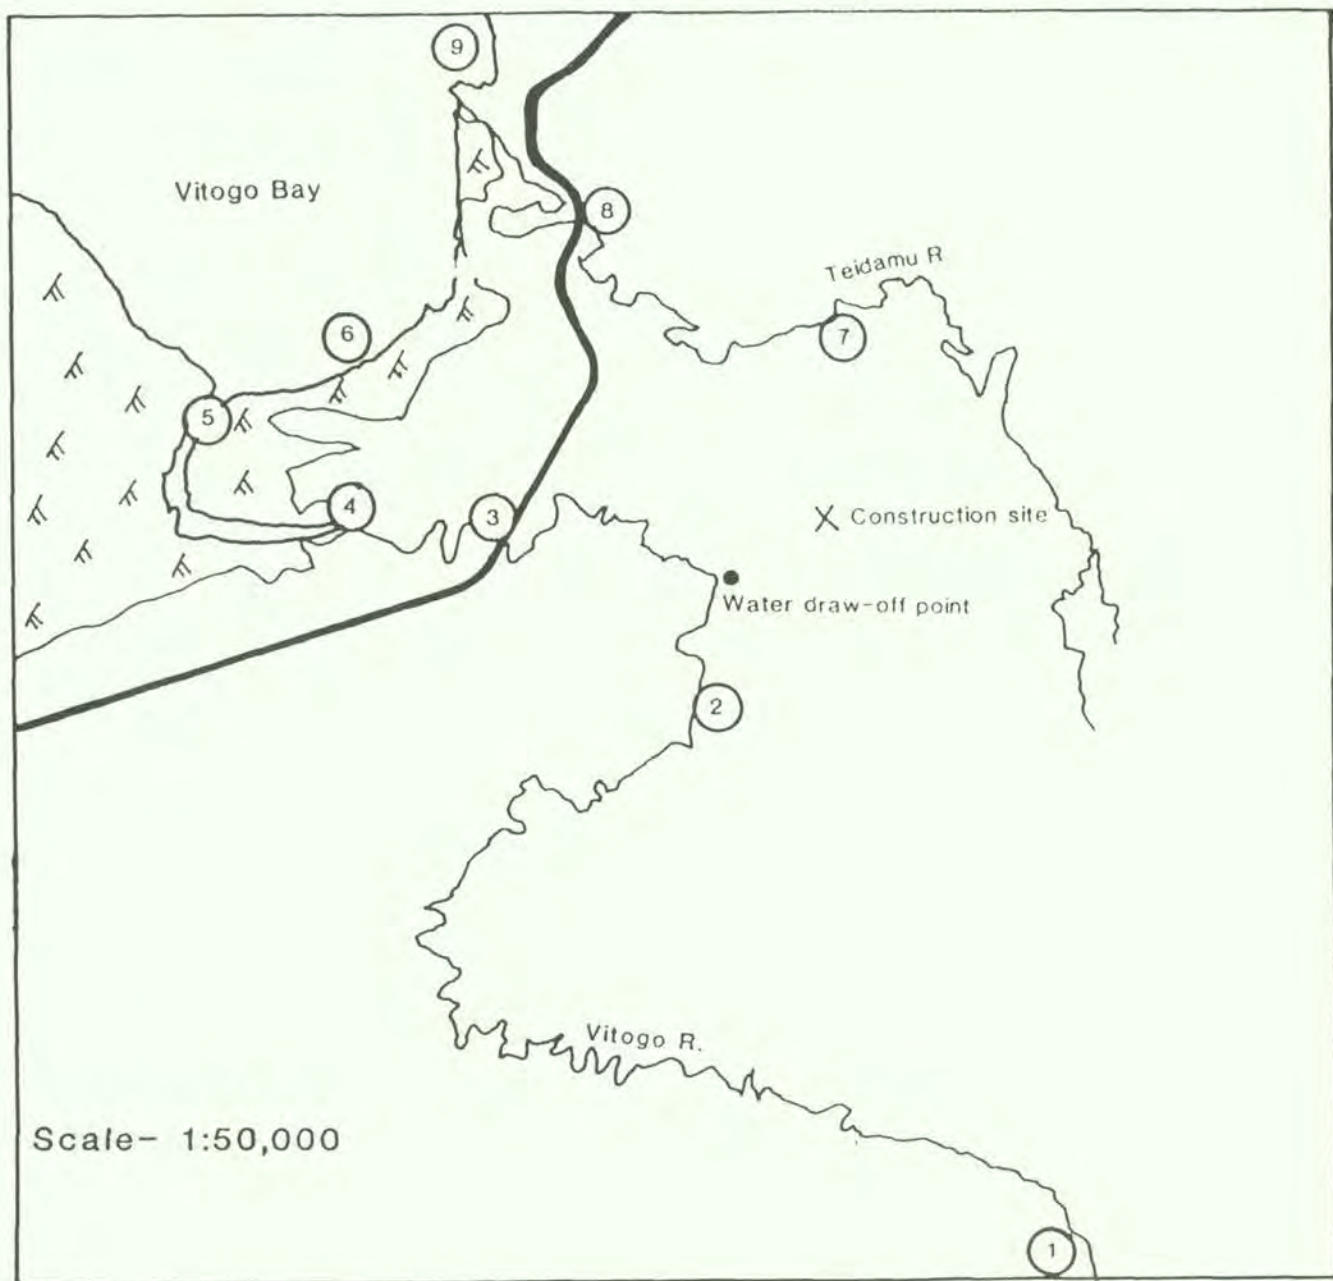 9
Vitogo Bay
8
Teidamu R
6
7
5
4
3
X Construction site
Water draw-off point
2
Vitogo R.
Scale- 1:50,000
1